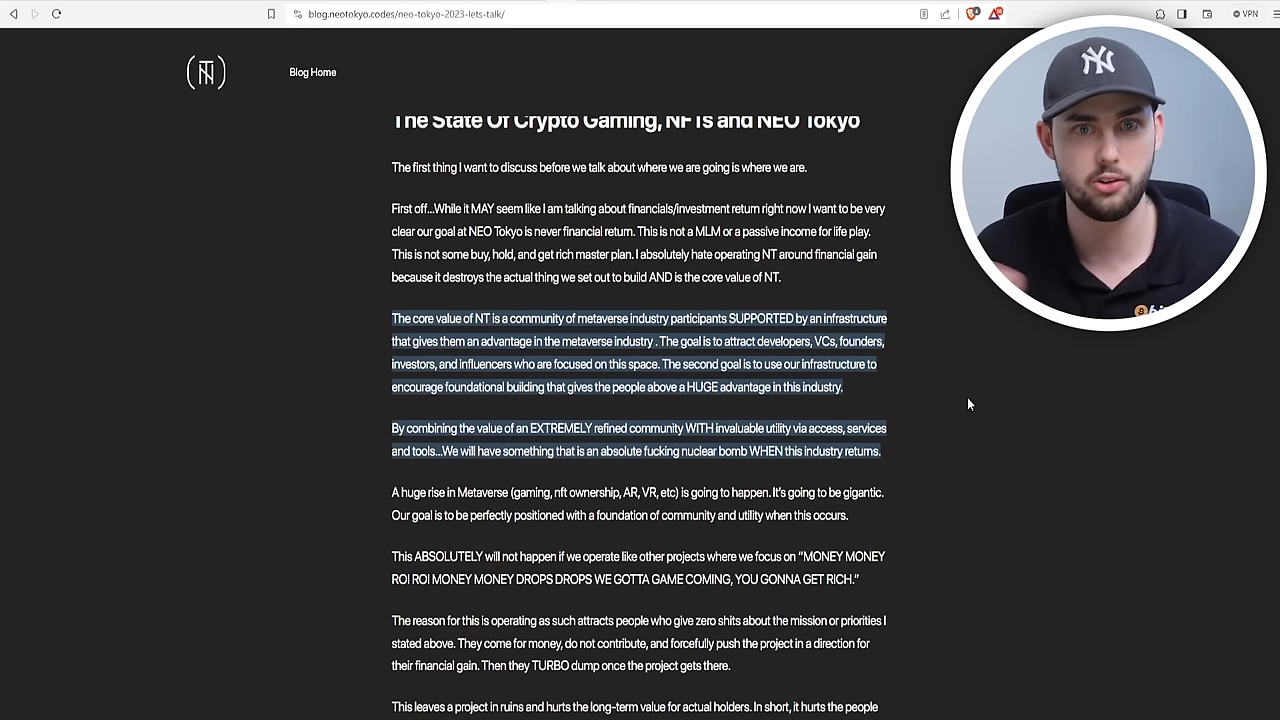 blog.neotokyo.codes/neo-tokyo-2023-lets-talk/
VPN
Blog Home
The State Of Crypto Gaming, NFTs and NEO Tokyo
The first thing I want to discuss before we talk about where we are going is where we are.
First off...While it MAY seem like I am talking about financials/investment return right now I want to be very
clear our goal at NEO Tokyo is never financial return. This is not a MLM or a passive income for life play.
This is not some buy, hold, and get rich master plan. I absolutely hate operating NT around financial gain
because it destroys the actual thing we set out to build AND is the core value of NT.
The core value of NT is a community of metaverse industry participants SUPPORTED by an infrastructure
that gives them an advantage in the metaverse industry . The goal is to attract developers, VCs, founders,
investors, and influencers who are focused on this space. The second goal is to use our infrastructure to
encourage foundational building that gives the people above a HUGE advantage in this industry.
By combining the value of an EXTREMELY refined community WITH invaluable utility via access, services
and tools...We will have something that is an absolute fucking nuclear bomb WHEN this industry returns.
A huge rise in Metaverse (gaming, nft ownership, AR, VR, etc) is going to happen. It's going to be gigantic.
Our goal is to be perfectly positioned with a foundation of community and utility when this occurs.
This ABSOLUTELY will not happen if we operate like other projects where we focus on “MONEY MONEY
ROI ROI MONEY MONEY DROPS DROPS WE GOTTA GAME COMING, YOU GONNA GET RICH.”
The reason for this is operating as such attracts people who give zero shits about the mission or priorities I
stated above. They come for money, do not contribute, and forcefully push the project in a direction for
their financial gain. Then they TURBO dump once the project gets there.
This leaves a project in ruins and hurts the long-term value for actual holders. In short, it hurts the people
NY